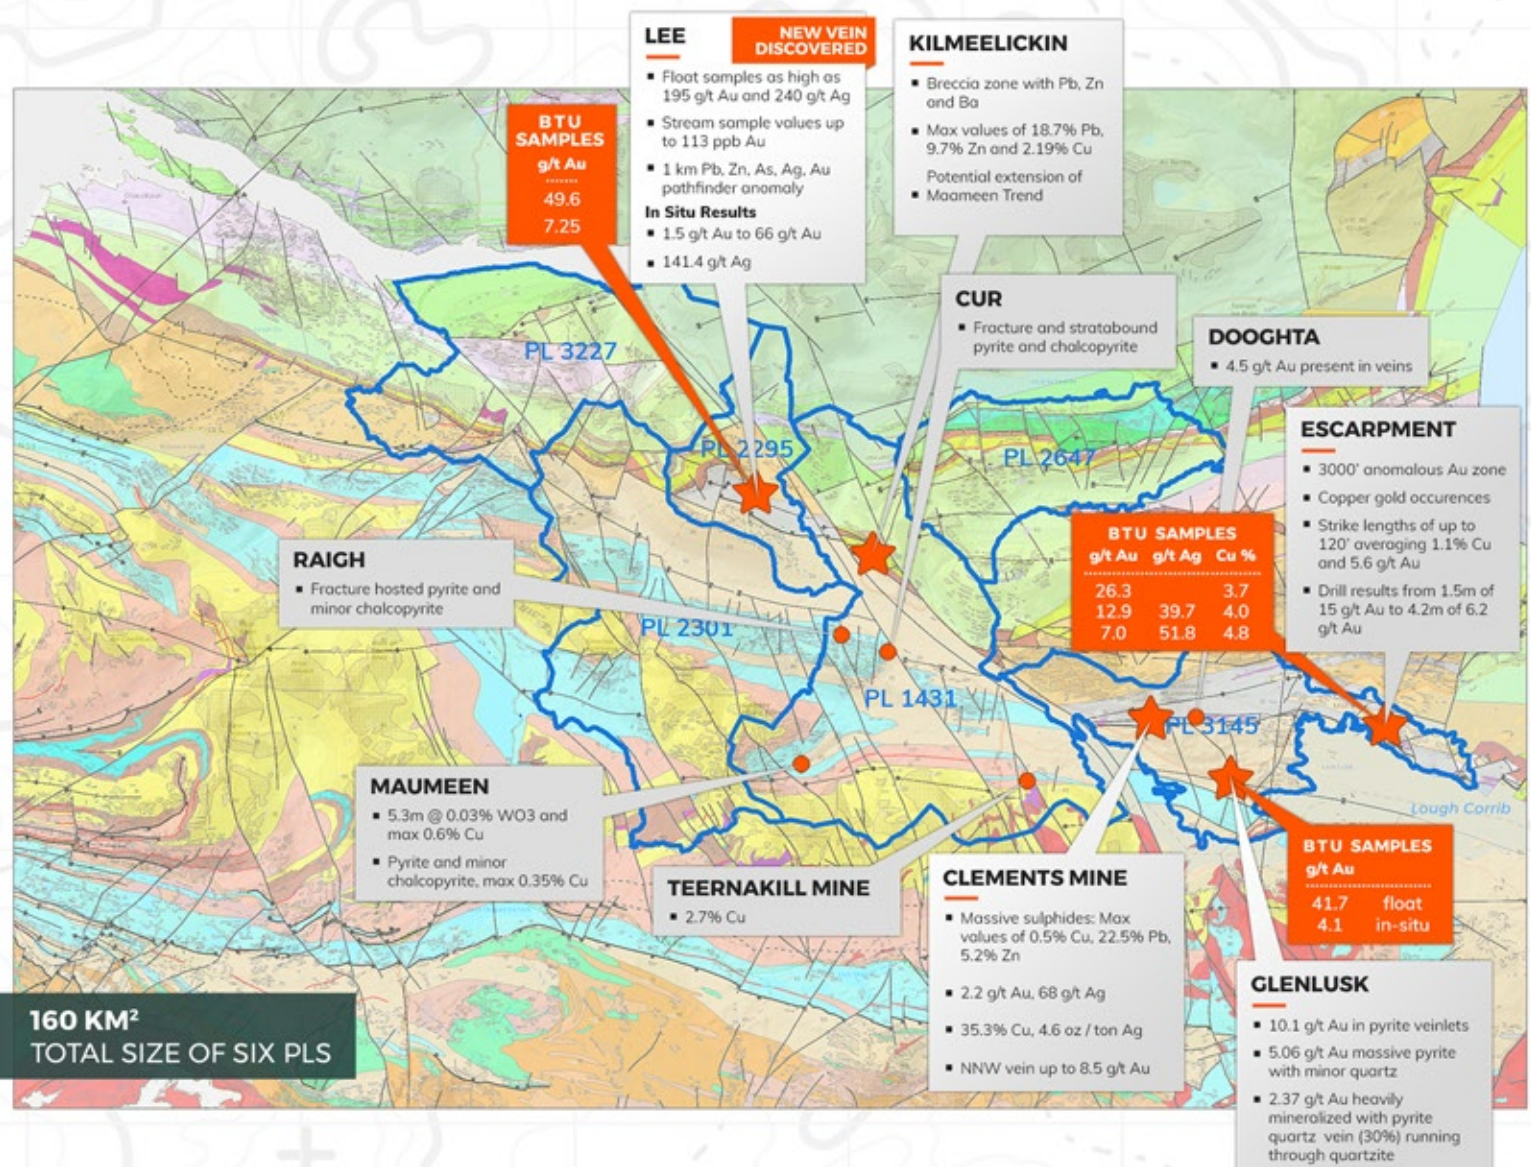 LEE
NEW VEIN
DISCOVERED
▪ Float samples as high as
195 g/t Au and 240 g/t Ag
▪ Stream sample values up
to 113 ppb Au
▪ 1 km Pb, Zn, As, Ag, Au
pathfinder anomaly
In Situ Results
▪ 1.5 g/t Au to 66 g/t Au
▪ 141.4 g/t Ag
KILMEELICKIN
▪ Breccia zone with Pb, Zn
and Ba
▪ Max values of 18.7% Pb,
9.7% Zn and 2.19% Cu
Potential extension of
▪ Maameen Trend
BTU
SAMPLES
g/t Au
49.6
7.25
CUR
▪ Fracture and stratabound
pyrite and chalcopyrite
DOOGHTA
▪ 4.5 g/t Au present in veins
PL 3227
PL 2295
PL 2647
ESCARPMENT
▪ 3000' anomalous Au zone
▪ Copper gold occurences
▪ Strike lengths of up to
120' averaging 1.1% Cu
and 5.6 g/t Au
▪ Drill results from 1.5m of
15 g/t Au to 4.2m of 6.2
g/t Au
BTU SAMPLES
g/t Au g/t Ag Cu %
26.3 3.7
12.9 39.7 4.0
7.0 51.8 4.8
RAIGH
▪ Fracture hosted pyrite and
minor chalcopyrite
PL 2301
PL 1431
PL 3145
MAUMEEN
▪ 5.3m @ 0.03% WO3 and
max 0.6% Cu
▪ Pyrite and minor
chalcopyrite, max 0.35% Cu
Lough Corrib
BTU SAMPLES
g/t Au
41.7 float
4.1 in-situ
TEERNAKILL MINE
▪ 2.7% Cu
CLEMENTS MINE
▪ Massive sulphides: Max
values of 0.5% Cu, 22.5% Pb,
5.2% Zn
▪ 2.2 g/t Au, 68 g/t Ag
▪ 35.3% Cu, 4.6 oz / ton Ag
▪ NNW vein up to 8.5 g/t Au
GLENLUSK
▪ 10.1 g/t Au in pyrite veinlets
▪ 5.06 g/t Au massive pyrite
with minor quartz
▪ 2.37 g/t Au heavily
mineralized with pyrite
quartz vein (30%) running
through quartzite
160 KM²
TOTAL SIZE OF SIX PLS